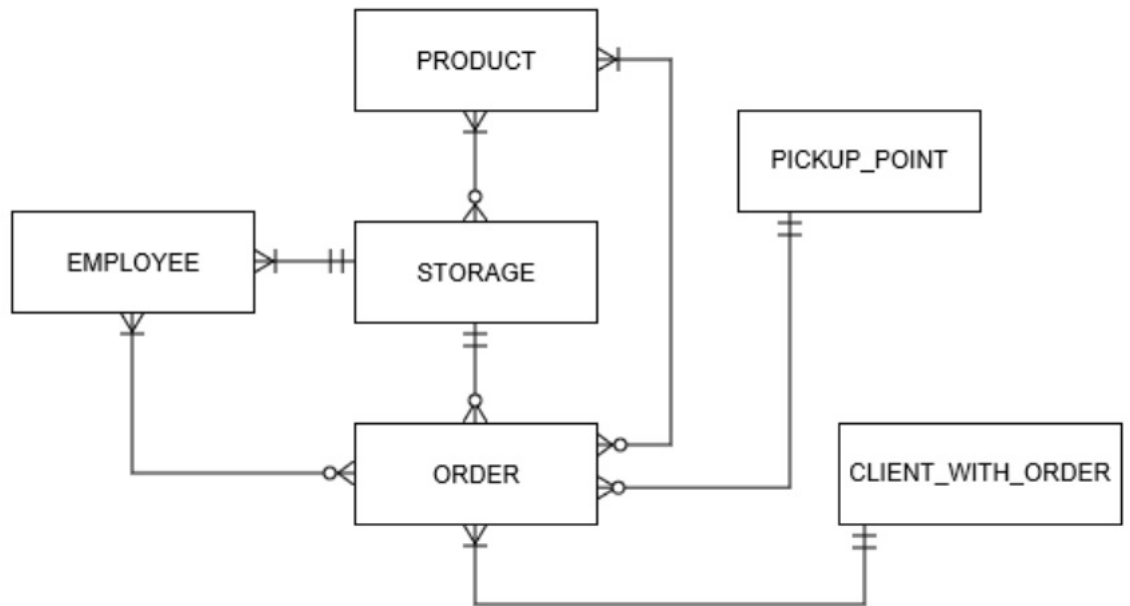 PRODUCT
PICKUP_POINT
EMPLOYEE
STORAGE
ORDER
CLIENT_WITH_ORDER